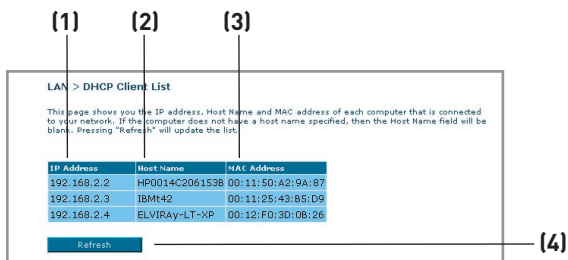 (1) (2) (3)
LAN > DHCP Client List
This page shows you the IP address, Host Name and MAC address of each computer that is connected
to your network. If the computer does not have a host name specified, then the Host Name field will be
blank. Pressing "Refresh" will update the list.
IP Address Host Name MAC Address
192.168.2.2 HP0014C206153B 00:11:50:A2:9A:87
192.168.2.3 IBMt42 00:11:25:43:B5:D9
192.168.2.4 ELVIRAy-LT-XP 00:12:F0:3D:0B:26
Refresh (4)